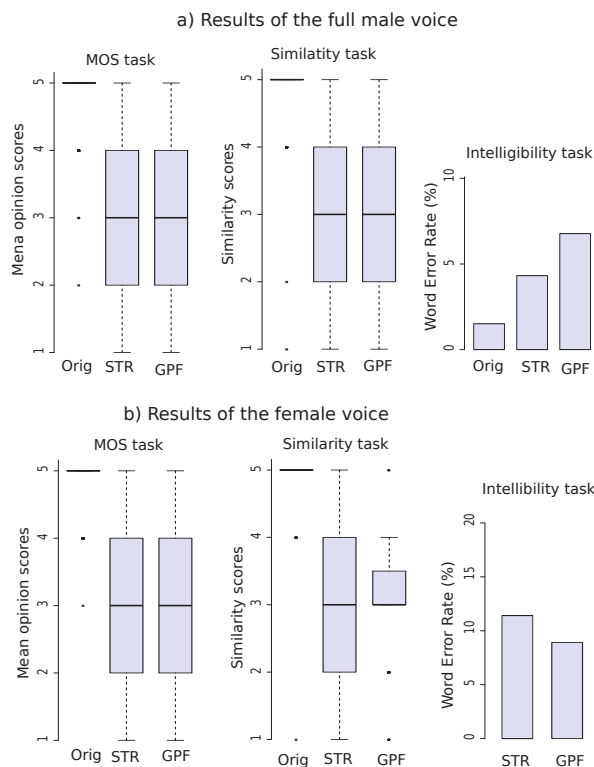 a) Results of the full male voice
MOS task
Similatity task
Intelligibility task
Mena opinion scores
1 2 3 4 5
Orig STR GPF
Similarity scores
1 2 3 4 5
Orig STR GPF
Word Error Rate (%)
0 5 10
Orig STR GPF
b) Results of the female voice
MOS task
Similarity task
Intellibility task
Mean opinion scores
1 2 3 4 5
Orig STR GPF
Similarity scores
1 2 3 4 5
Orig STR GPF
Word Error Rate (%)
0 5 10 15 20
STR GPF